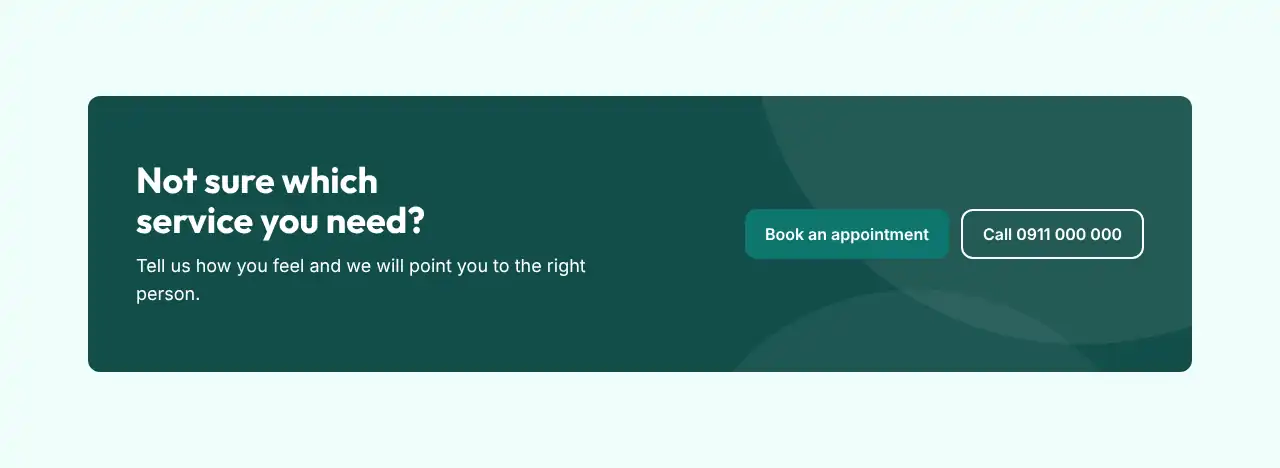 Not sure which
service you need?
Tell us how you feel and we will point you to the right
person.
Book an appointment
Call 0911 000 000